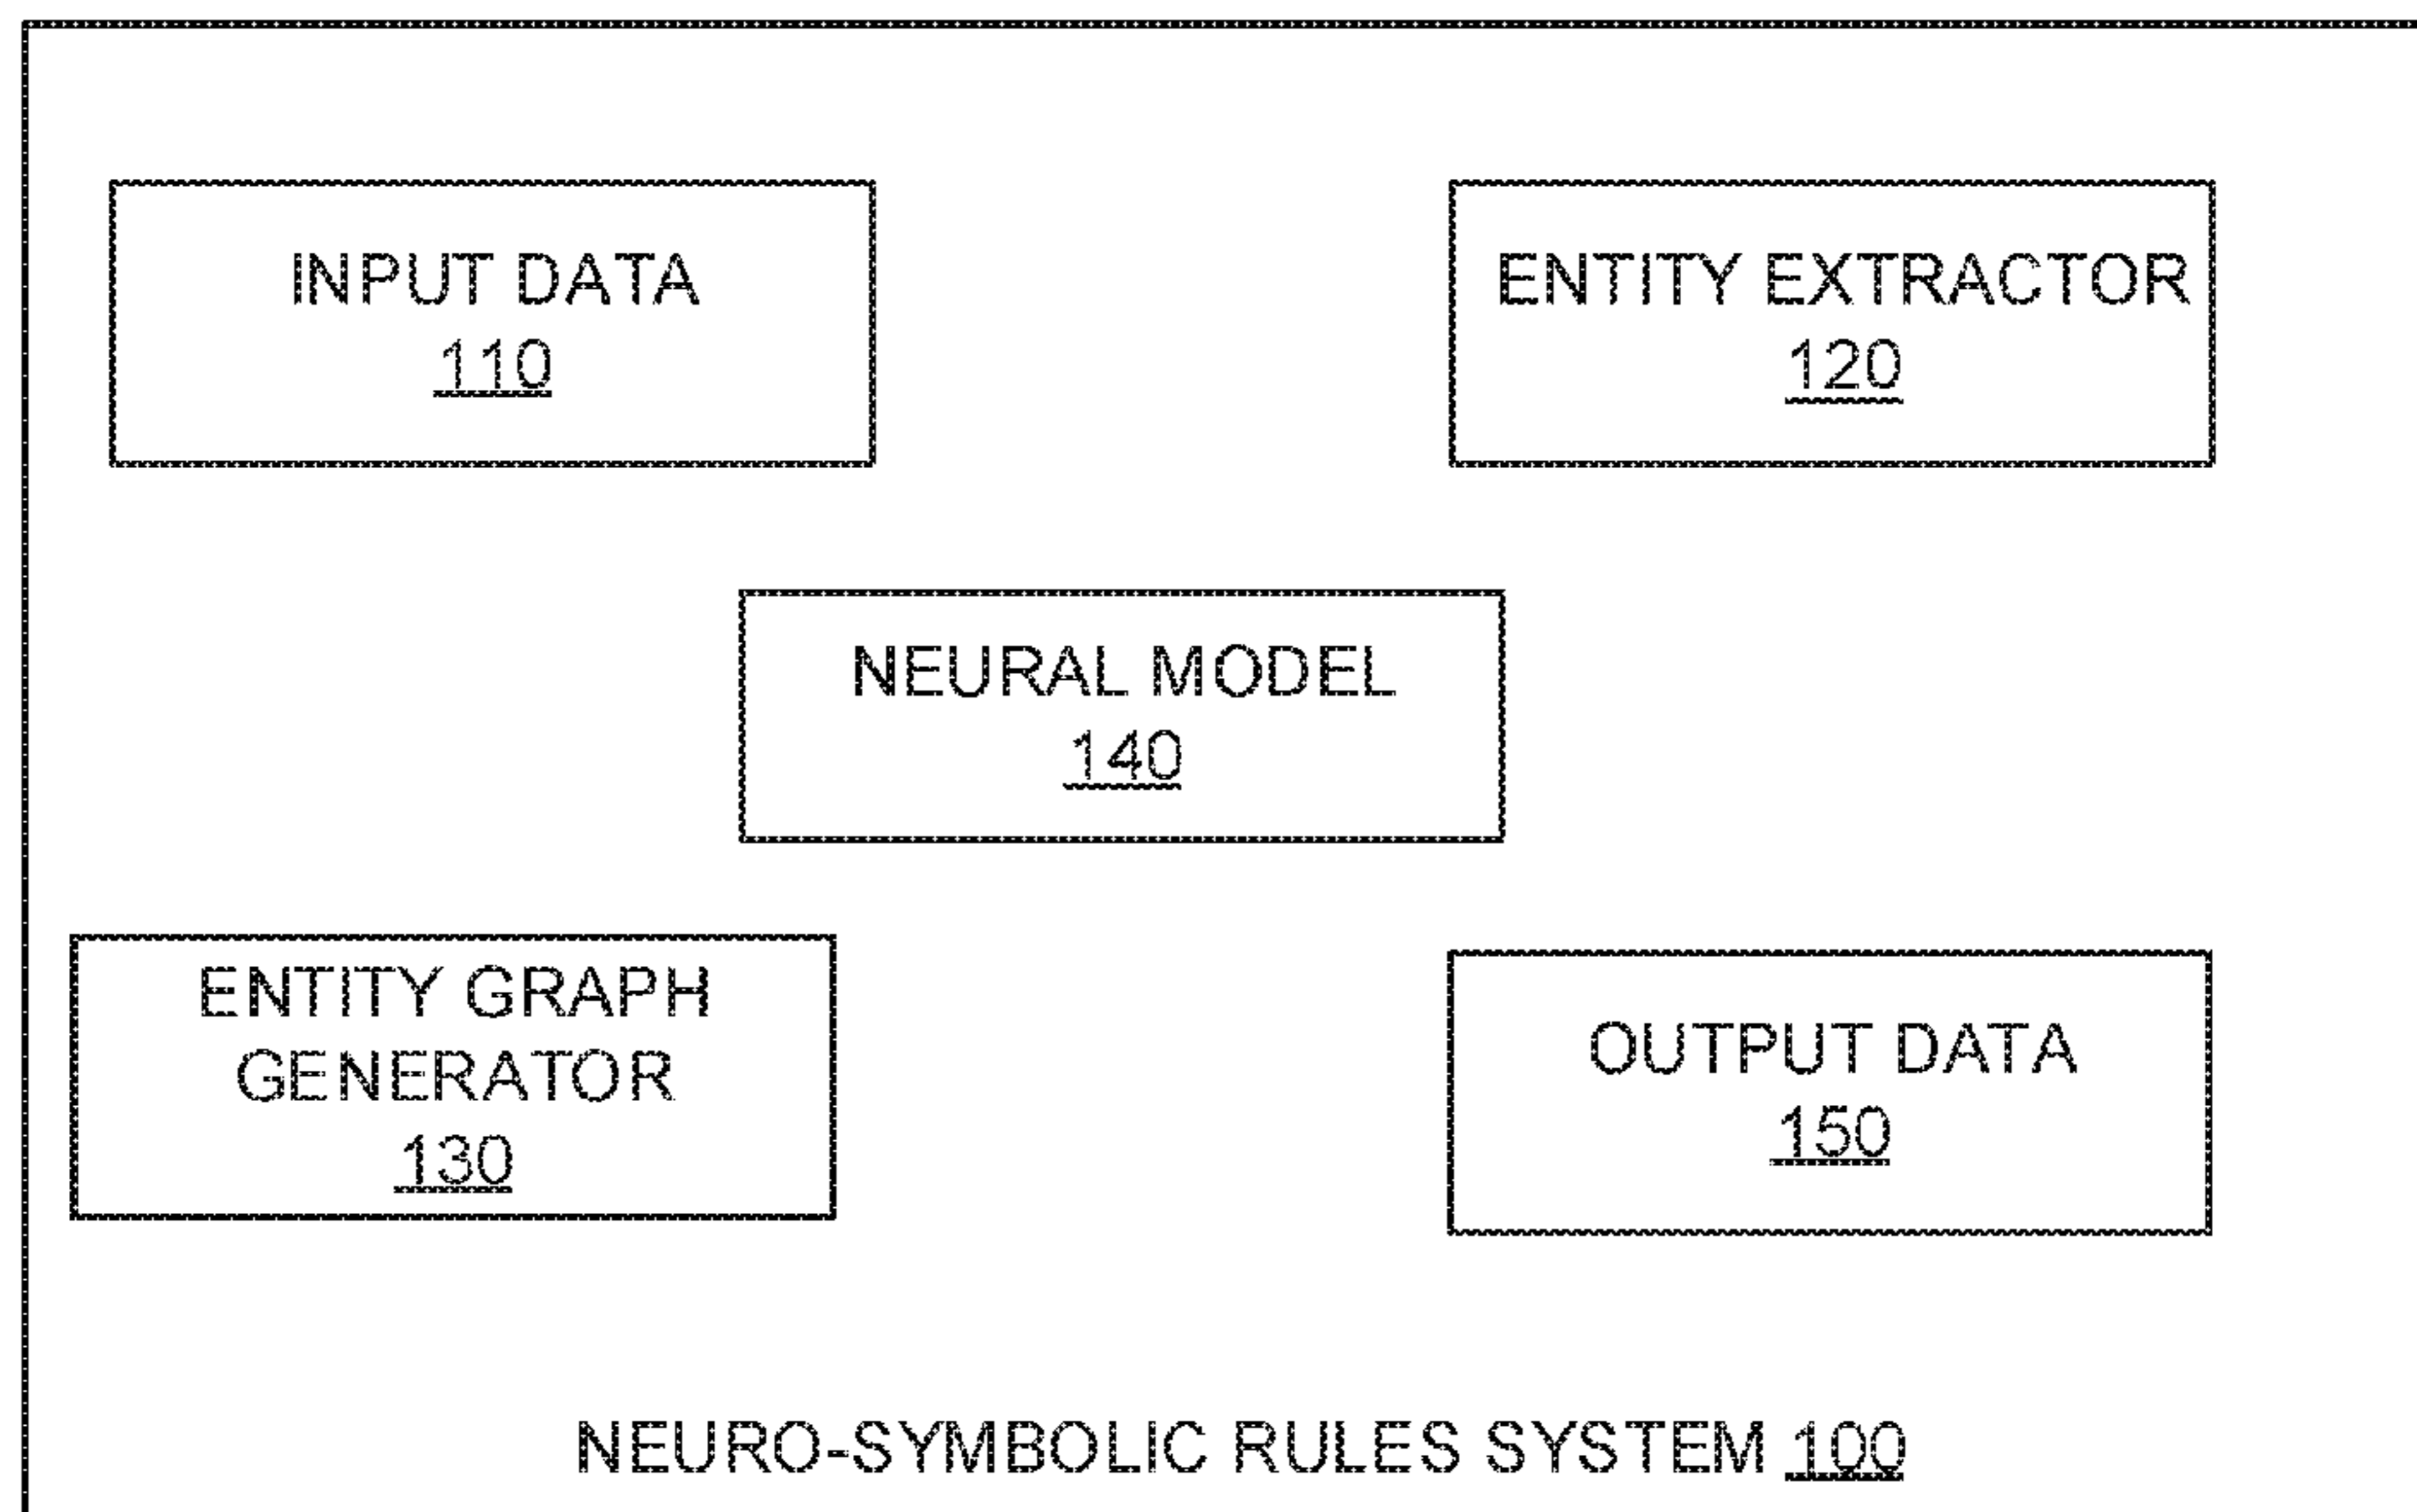 INPUT DATA
110
ENTITY EXTRACTOR
120
NEURAL MODEL
140
ENTITY GRAPH
GENERATOR
130
OUTPUT DATA
150
NEURO-SYMBOLIC RULES SYSTEM 100